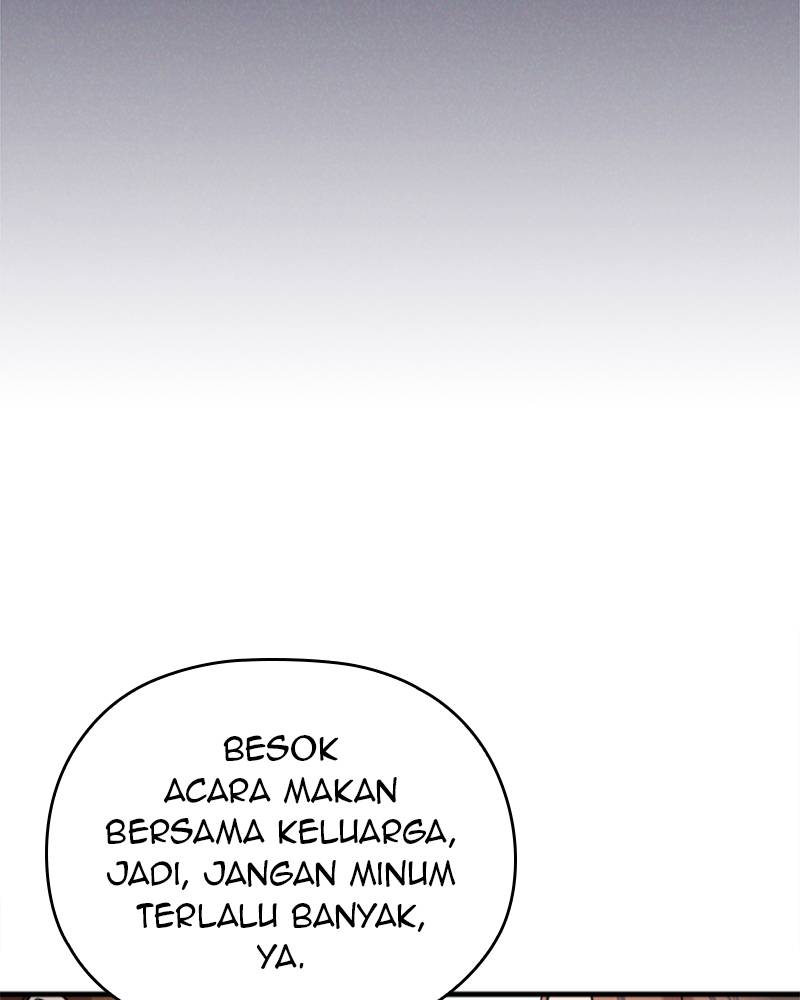 BESOK
ACARA MAKAN
BERSAMA KELUARGA,
JADI, JANGAN MINUM
TERLALU BANYAK,
YA.